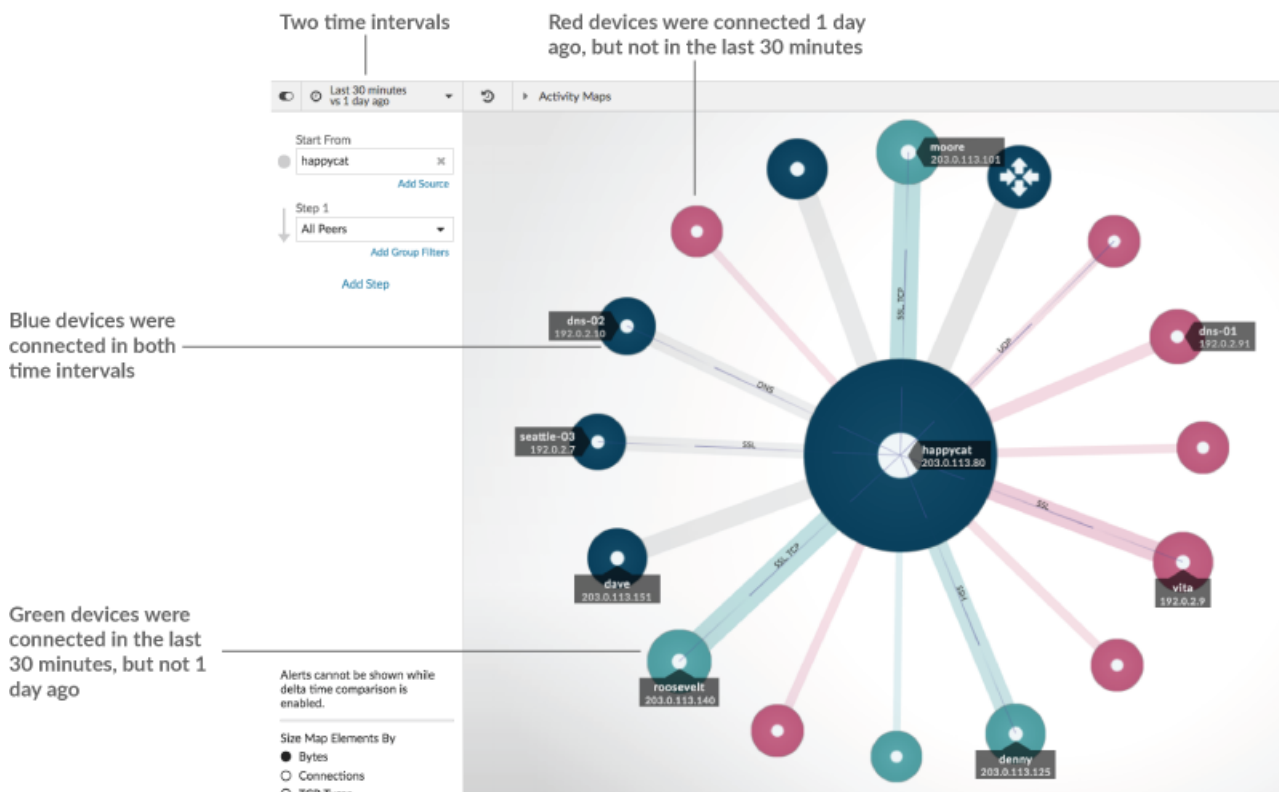 Two time intervals
Red devices were connected 1 day
ago, but not in the last 30 minutes
Last 30 minutes
vs 1 day ago
Activity Maps
Start From
happycat
Add Source
Step 1
All Peers
Add Group Filters
Add Step
Blue devices were
connected in both
time intervals
Green devices were
connected in the last
30 minutes, but not 1
day ago
Alerts cannot be shown while
delta time comparison is
enabled.
Size Map Elements By
Bytes
Connections
moore
203.0.113.101
SSL, TCP
UDP
dns-01
192.0.2.91
dns-02
192.0.2.10
DNS
seattle-03
192.0.2.7
SSL
happycat
203.0.113.80
SSL
vita
192.0.2.9
dave
203.0.113.151
SSL, TCP
SSH
roosevelt
203.0.113.140
denny
203.0.113.125